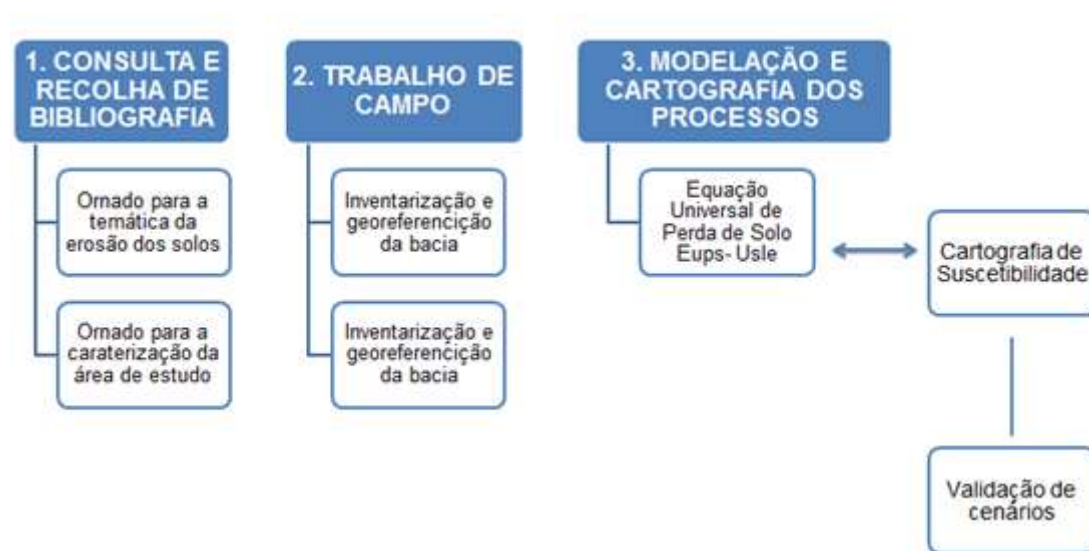 1. CONSULTA E
RECOLHA DE
BIBLIOGRAFIA
Ornado para a
temática da
erosão dos solos
Ornado para a
caraterização da
área de estudo
2. TRABALHO DE
CAMPO
Inventarização e
georeferencição
da bacia
Inventarização e
georeferencição
da bacia
3. MODELAÇÃO E
CARTOGRAFIA DOS
PROCESSOS
Equação
Universal de
Perda de Solo
Eups- Usle
Cartografia de
Suscetibilidade
Validação de
cenários